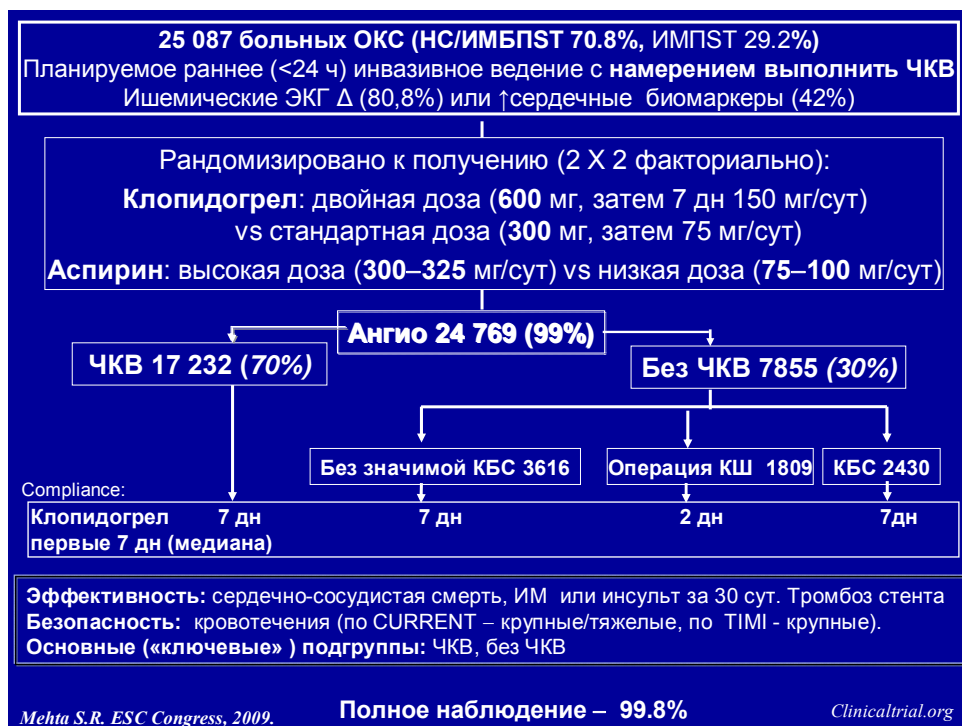 25 087 больных ОКС (НС/ИМБПST 70.8%, ИМПST 29.2%)
Планируемое раннее (<24 ч) инвазивное ведение с намерением выполнить ЧКВ
Ишемические ЭКГ Δ (80,8%) или ↑сердечные биомаркеры (42%)
Рандомизировано к получению (2 X 2 факториально):
Клопидогрел: двойная доза (600 мг, затем 7 дн 150 мг/сут)
vs стандартная доза (300 мг, затем 75 мг/сут)
Аспирин: высокая доза (300–325 мг/сут) vs низкая доза (75–100 мг/сут)
Ангио 24 769 (99%)
ЧКВ 17 232 (70%)
Без ЧКВ 7855 (30%)
Без значимой КБС 3616
Операция КШ 1809
КБС 2430
Compliance:
Клопидогрел 7 дн 7 дн 2 дн 7дн
первые 7 дн (медиана)
Эффективность: сердечно-сосудистая смерть, ИМ или инсульт за 30 сут. Тромбоз стента
Безопасность: кровотечения (по CURRENT – крупные/тяжелые, по TIMI - крупные).
Основные («ключевые» ) подгруппы: ЧКВ, без ЧКВ
Mehta S.R. ESC Congress, 2009. Полное наблюдение – 99.8% Clinicaltrial.org